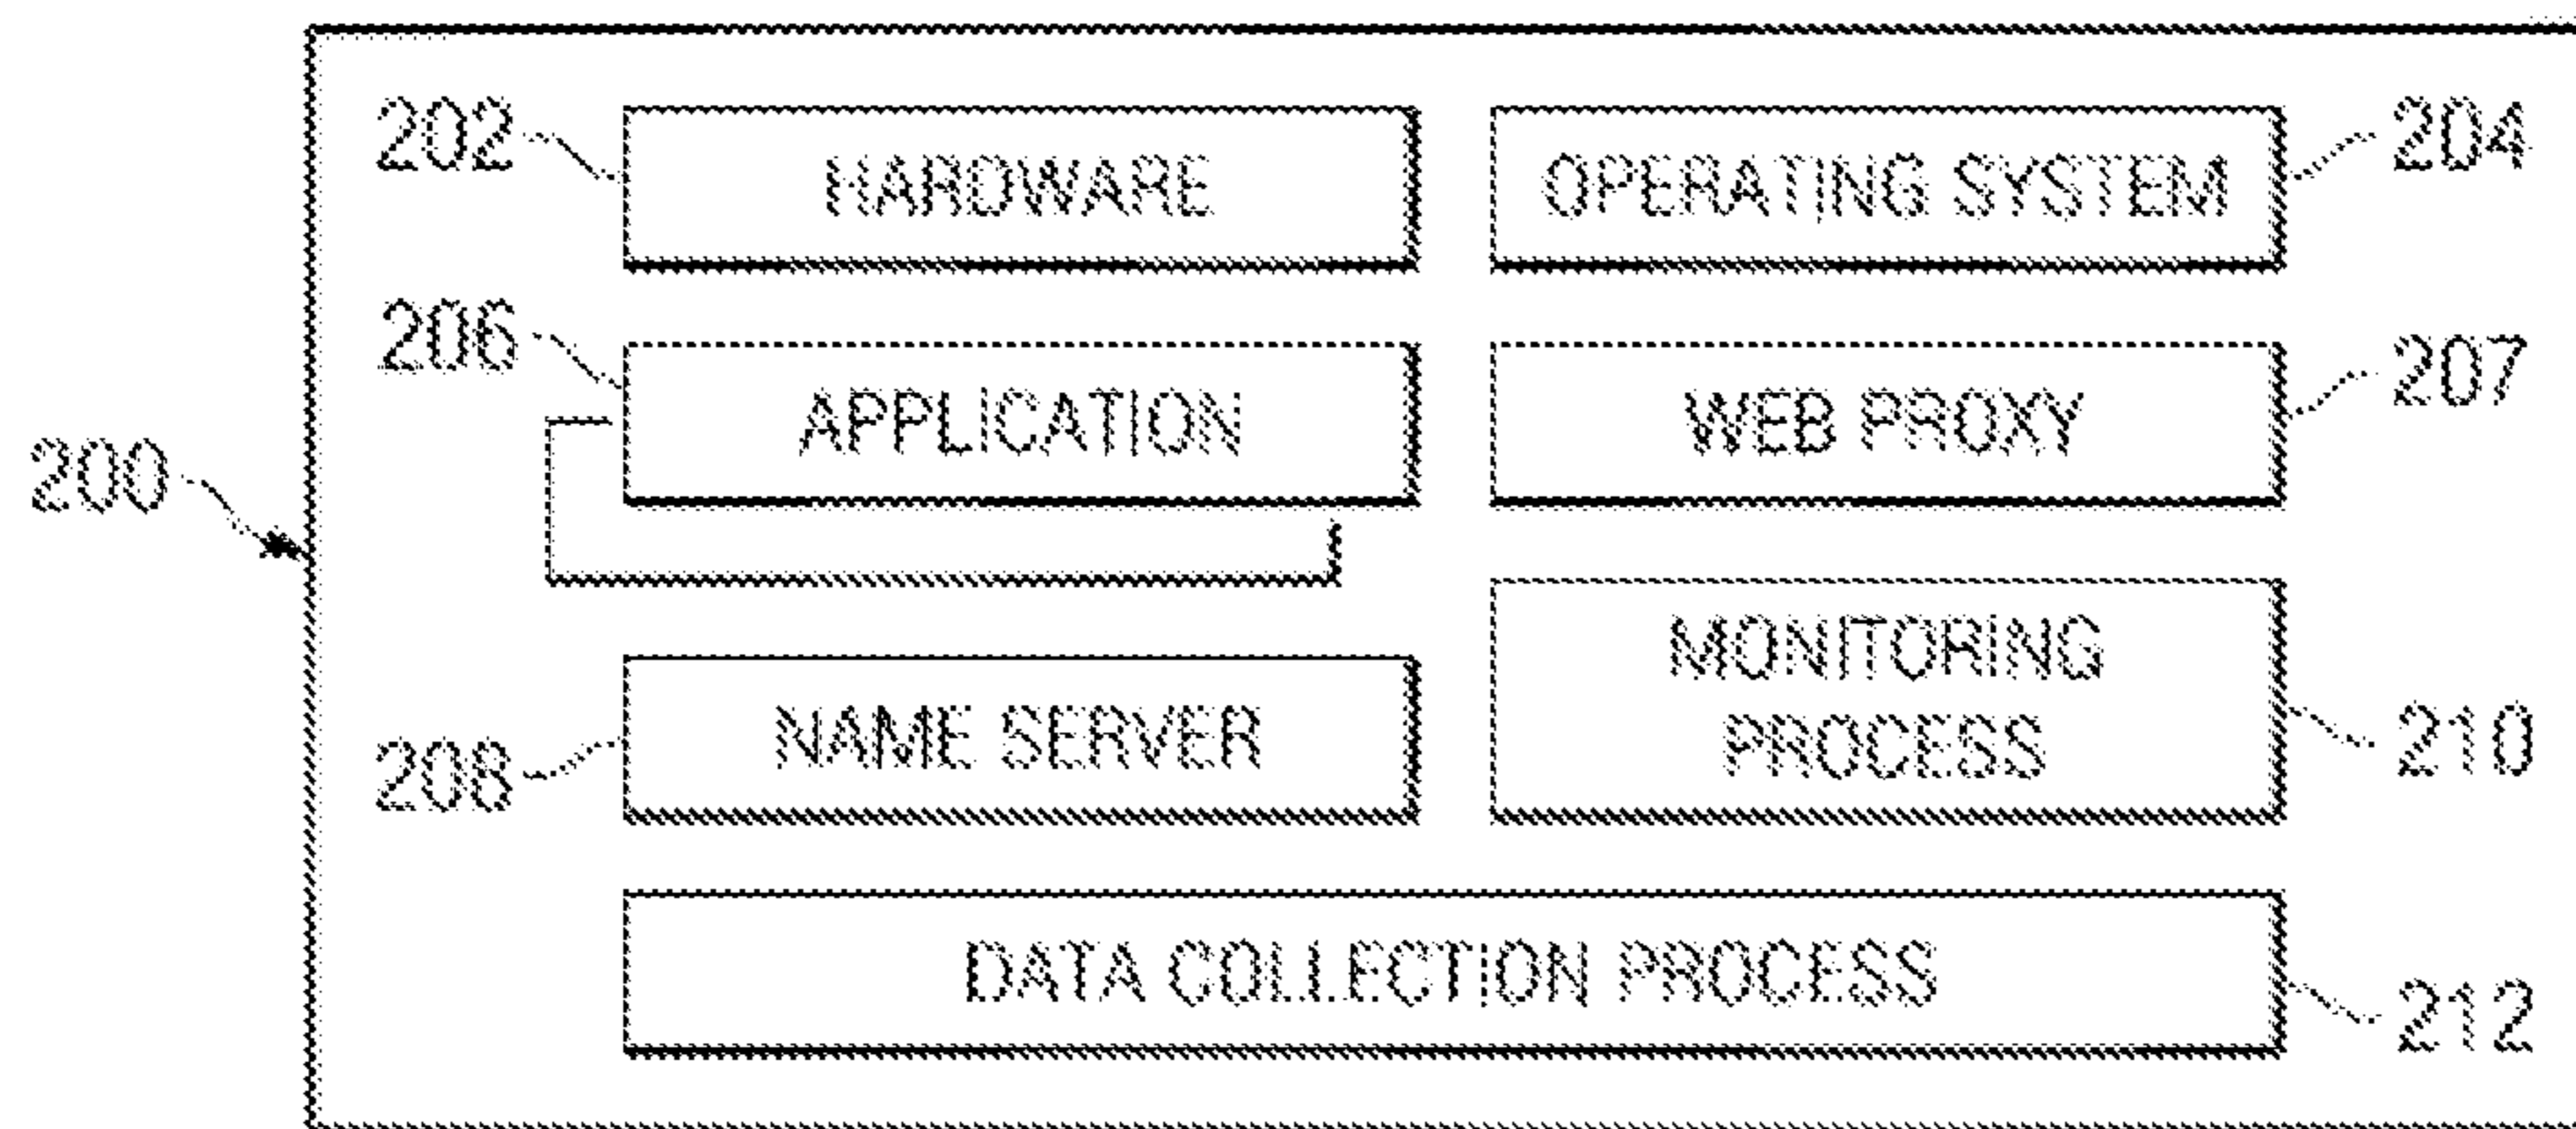 202
HARDWARE
OPERATING SYSTEM
204
206
APPLICATION
WEB PROXY
207
200
208
NAME SERVER
MONITORING
PROCESS
210
DATA COLLECTION PROCESS
212